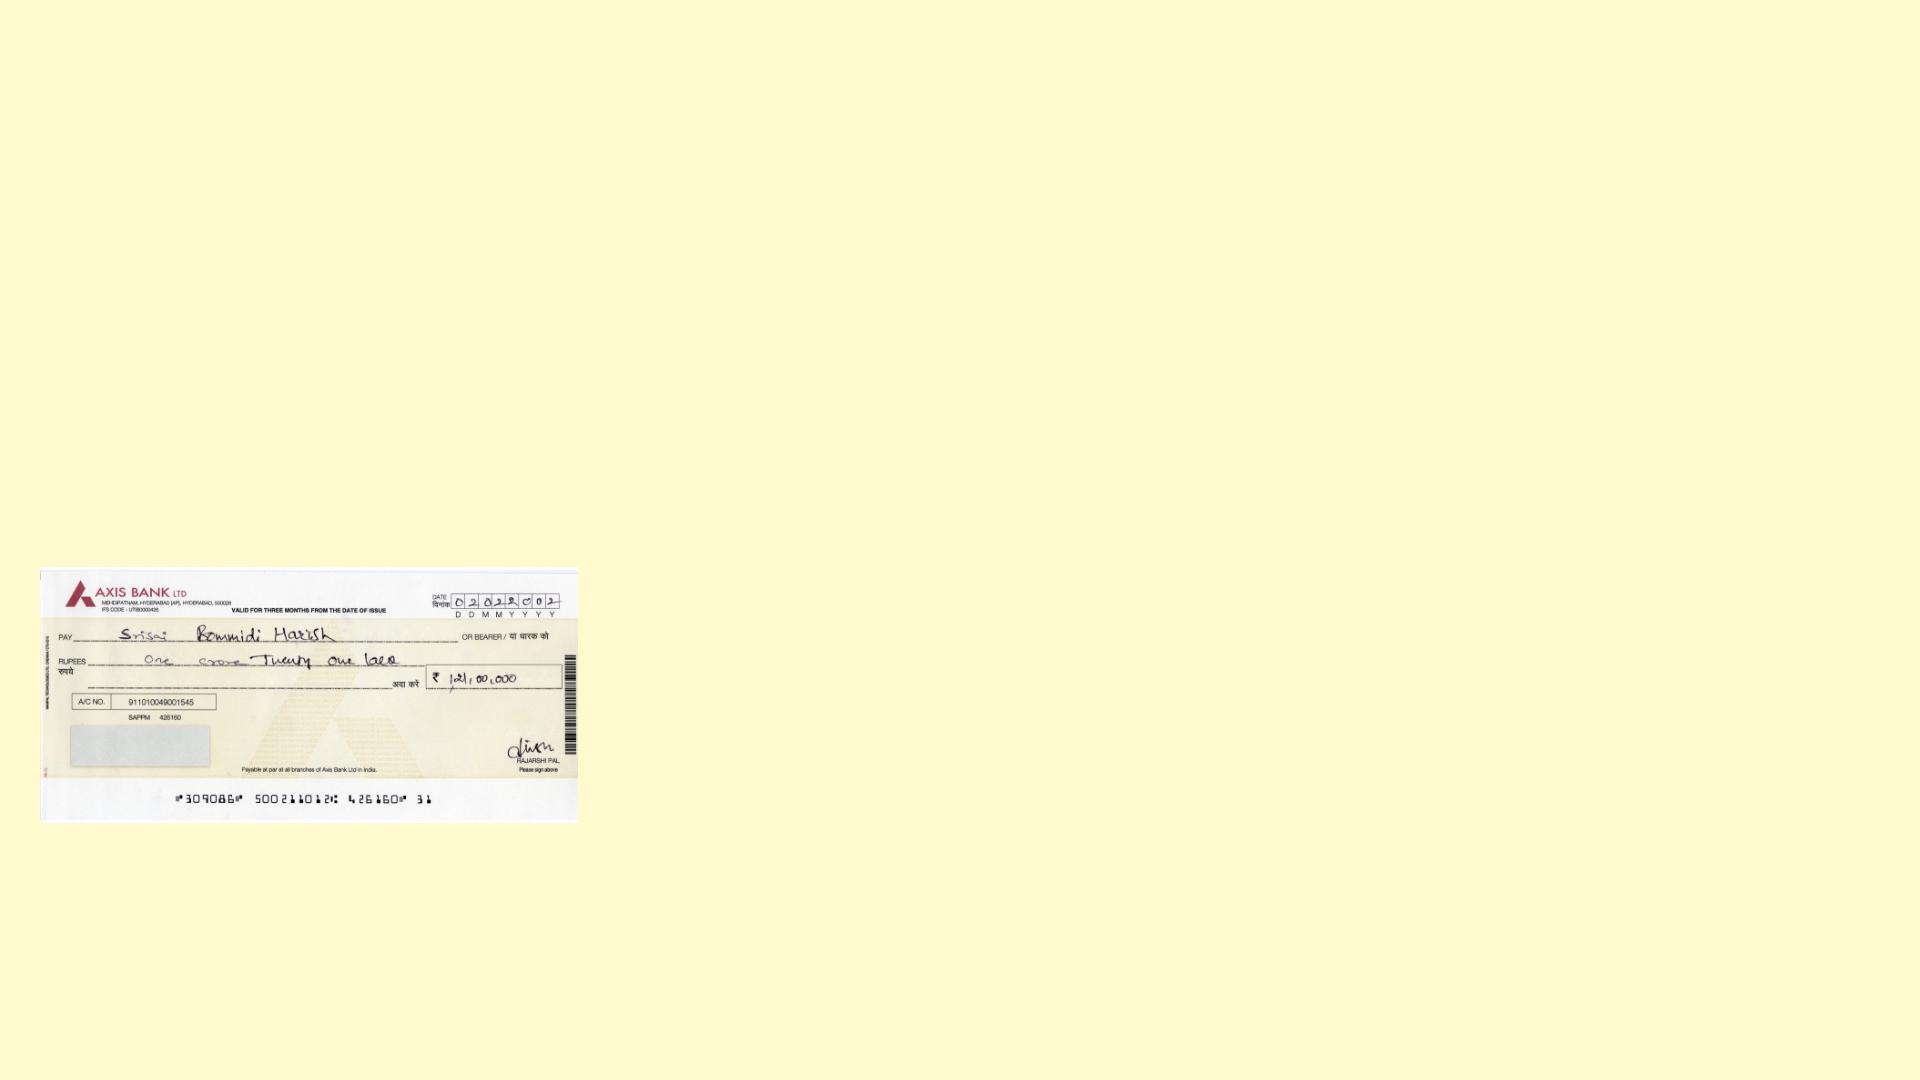 AXIS BANK LTD
MEHDIPATNAM, HYDERABAD [AP], HYDERABAD, 500028
IFS CODE - UTIB0000426
VALID FOR THREE MONTHS FROM THE DATE OF ISSUE
DATE
दिनांक 0 2 0 2 2 0 0 2
D D M M Y Y Y Y
PAY Srisai Bommidi Harish OR BEARER / या धारक को
RUPEES One crore Twenty one lacs
रुपये
अदा करें ₹ 1,21,00,000
A/C NO. 911010049001545
SAPPM 426160
RAJARSHI PAL
Please sign above
Payable at par at all branches of Axis Bank Ltd in India.
⑈309086⑈ 500211012⑆ 426160⑈ 31